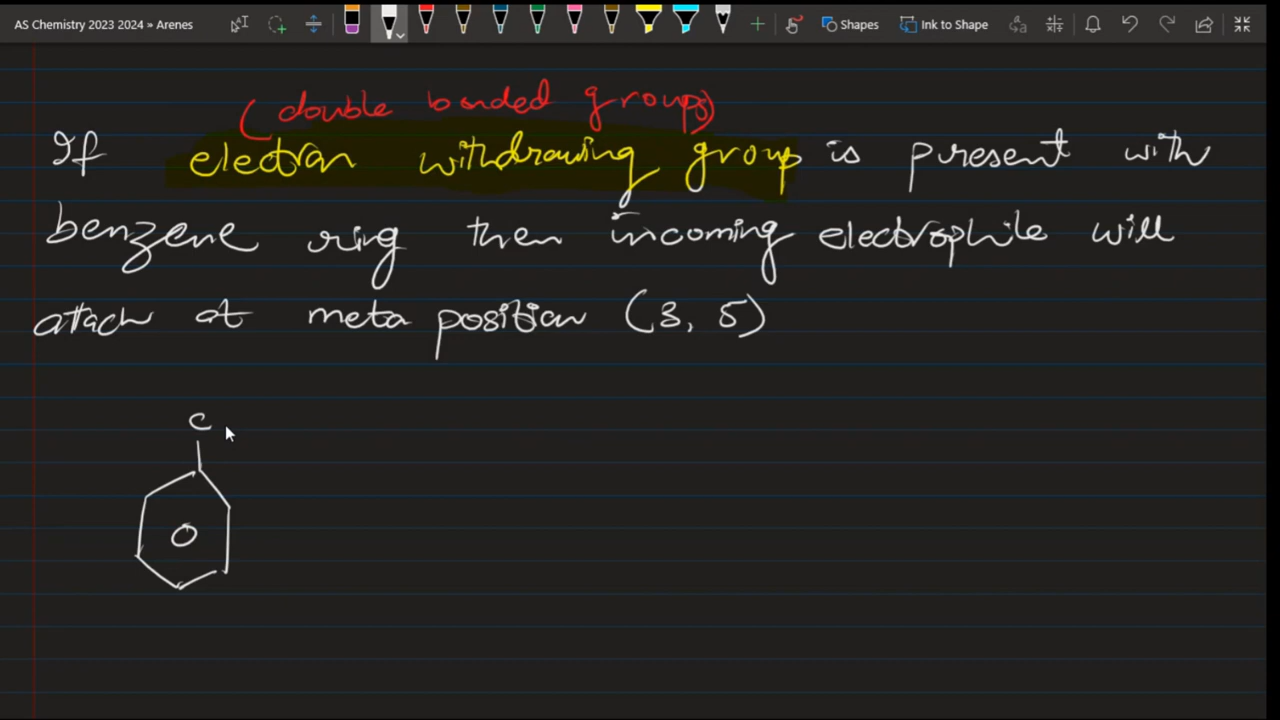 AS Chemistry 2023 2024 » Arenes
Shapes
Ink to Shape
(double bonded groups)
If electron withdrawing group is present with
benzene ring then incoming electrophile will
attach at meta position (3, 5)
C